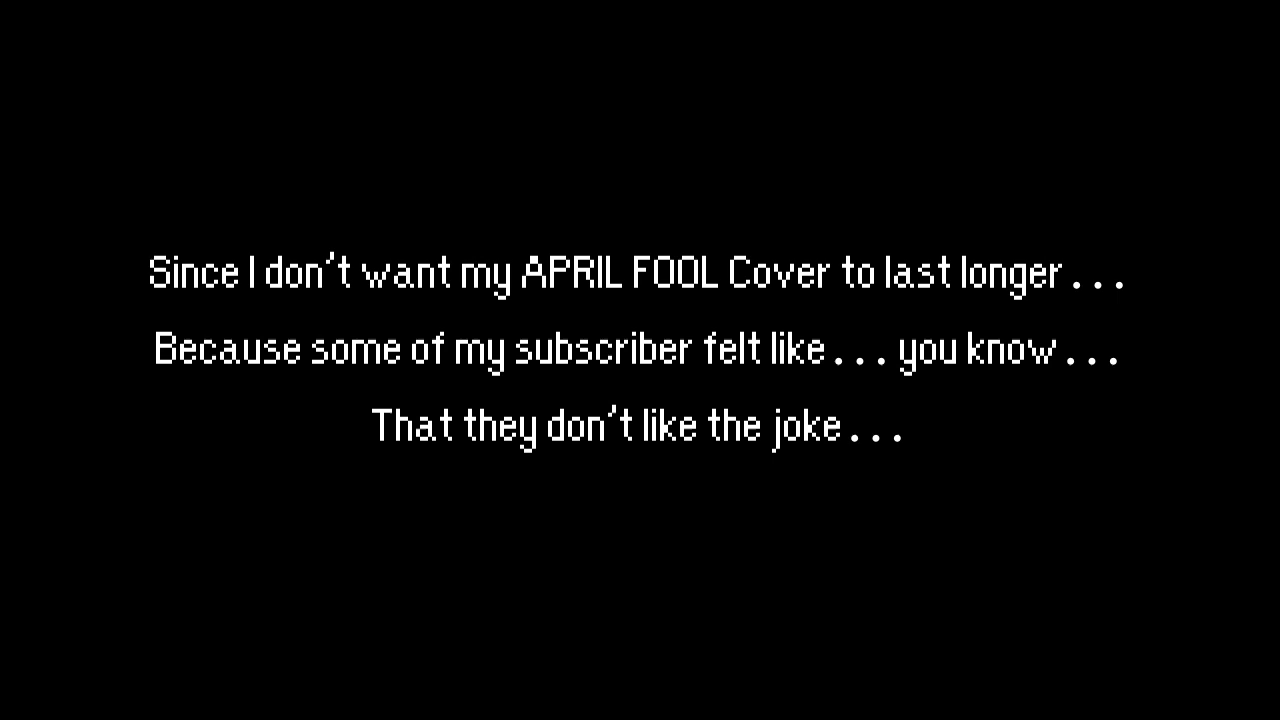 Since I don't want my APRIL FOOL Cover to last longer...
Because some of my subscriber felt like... you know...
That they don't like the joke...